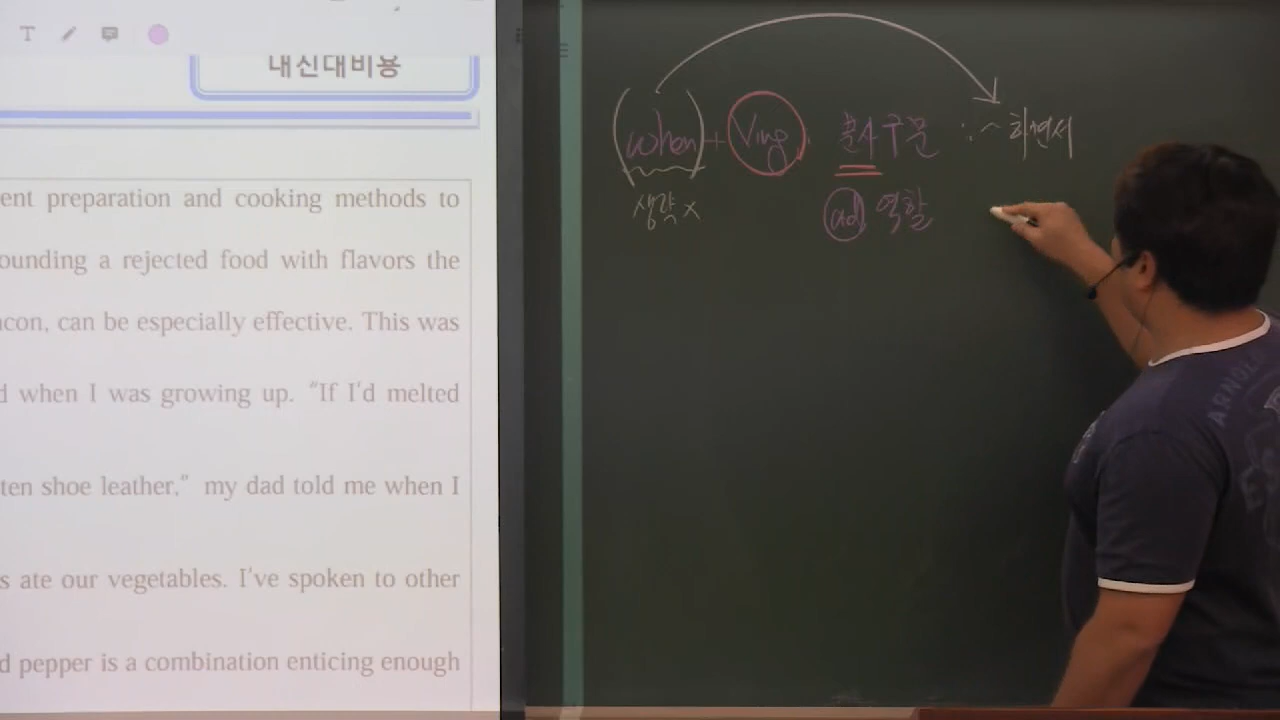 내신대비용
ent preparation and cooking methods to
ounding a rejected food with flavors the
acon, can be especially effective. This was
d when I was growing up. "If I'd melted
ten shoe leather," my dad told me when I
s ate our vegetables. I've spoken to other
d pepper is a combination enticing enough
(when) + Ving. 분사구문 : ~하면서
생략 x ad 역할